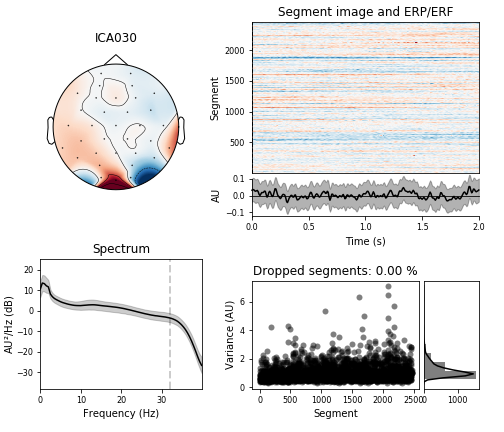 ICA030
Segment image and ERP/ERF
Segment
2000
1500
1000
500
AU
0.1
0.0
−0.1
0.0 0.5 1.0 1.5 2.0
Time (s)
Spectrum
AU²/Hz (dB)
20
10
0
−10
−20
−30
0 10 20 30
Frequency (Hz)
Dropped segments: 0.00 %
Variance (AU)
6
4
2
0
0 500 1000 1500 2000 2500
Segment
0 1000